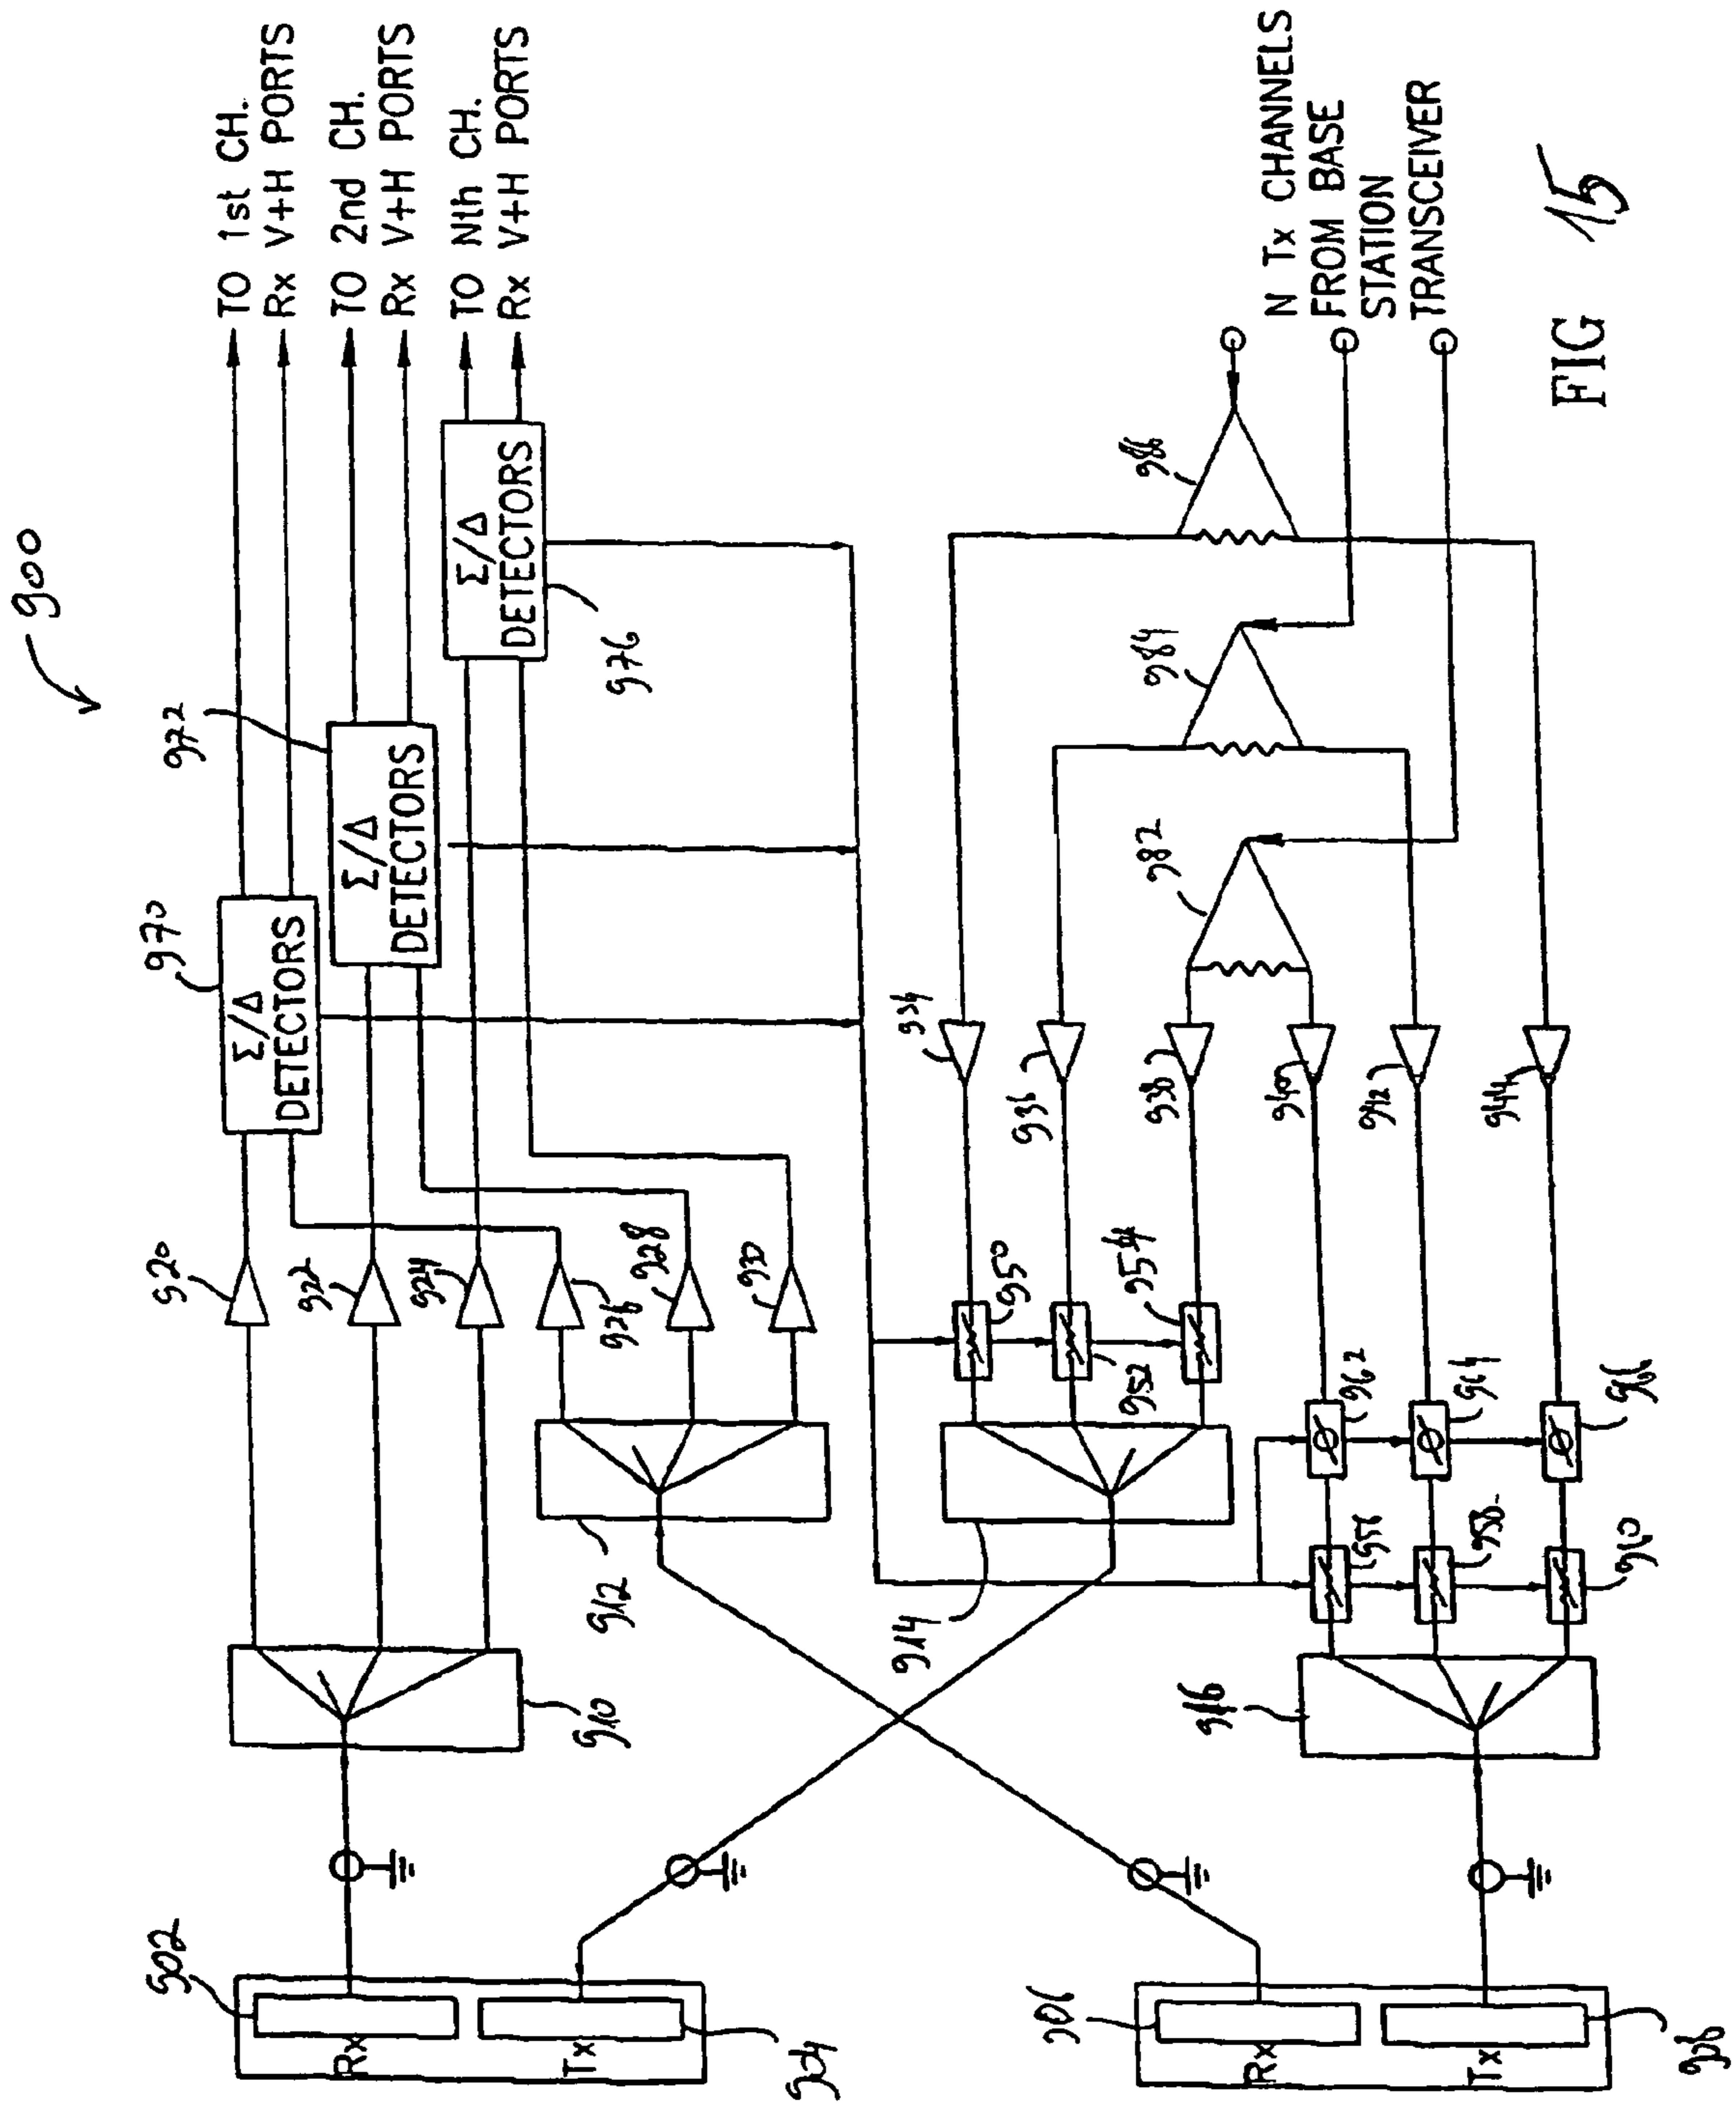 900
TO 1st CH.
Rx V+H PORTS
TO 2nd CH.
Rx V+H PORTS
TO Nth CH.
Rx V+H PORTS
970
Σ/Δ
DETECTORS
972
Σ/Δ
DETECTORS
976
Σ/Δ
DETECTORS
920
922
924
926
928
930
910
912
914
916
902
Rx
904
Tx
906
Rx
908
Tx
934
936
938
940
942
944
950
952
954
956
958
960
962
964
966
982
984
986
N Tx CHANNELS
FROM BASE
STATION
TRANSCEIVER
FIG 15